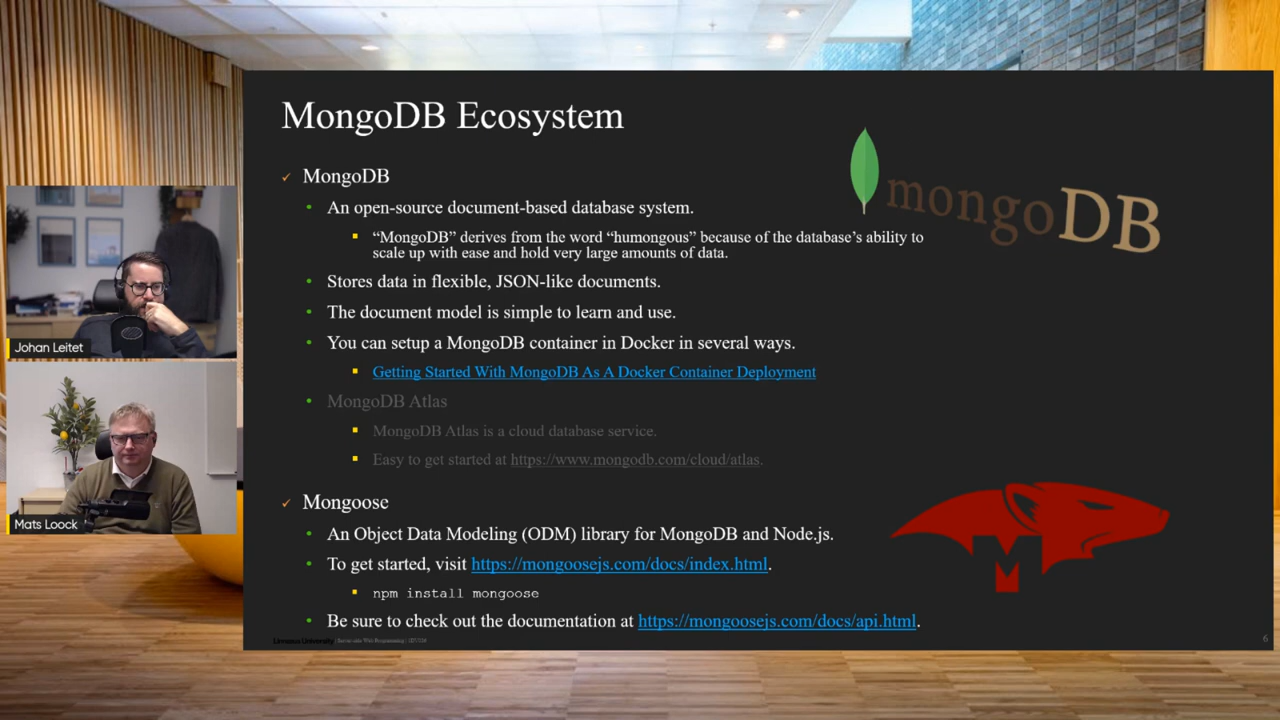 MongoDB Ecosystem
mongoDB
MongoDB
An open-source document-based database system.
“MongoDB” derives from the word “humongous” because of the database’s ability to
scale up with ease and hold very large amounts of data.
Stores data in flexible, JSON-like documents.
The document model is simple to learn and use.
You can setup a MongoDB container in Docker in several ways.
Getting Started With MongoDB As A Docker Container Deployment
MongoDB Atlas
MongoDB Atlas is a cloud database service.
Easy to get started at https://www.mongodb.com/cloud/atlas.
Mongoose
An Object Data Modeling (ODM) library for MongoDB and Node.js.
To get started, visit https://mongoosejs.com/docs/index.html.
npm install mongoose
Be sure to check out the documentation at https://mongoosejs.com/docs/api.html.
M
Linnaeus University
6
Johan Leitet
Mats Loock